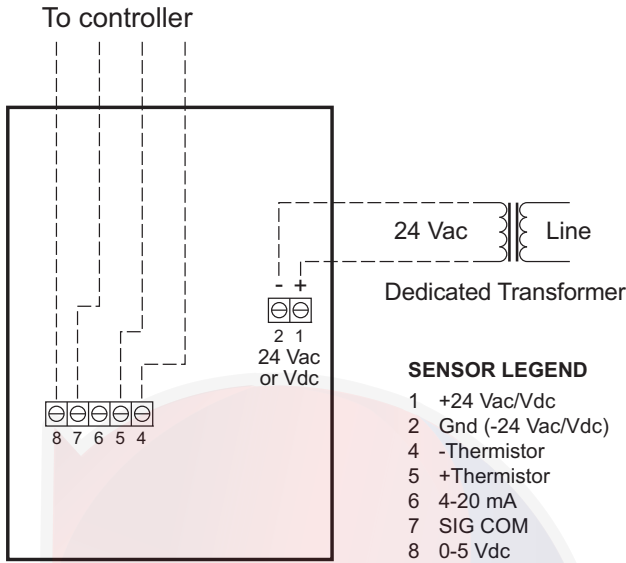 To controller
24 Vac
Line
Dedicated Transformer
- +
2 1
24 Vac
or Vdc
8 7 6 5 4
SENSOR LEGEND
1 +24 Vac/Vdc
2 Gnd (-24 Vac/Vdc)
4 -Thermistor
5 +Thermistor
6 4-20 mA
7 SIG COM
8 0-5 Vdc